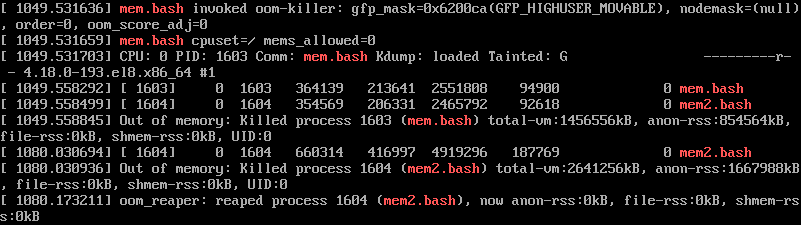 [ 1049.531636] mem.bash invoked oom-killer: gfp_mask=0x6200ca(GFP_HIGHUSER_MOVABLE), nodemask=(null)
, order=0, oom_score_adj=0
[ 1049.531659] mem.bash cpuset=/ mems_allowed=0
[ 1049.531703] CPU: 0 PID: 1603 Comm: mem.bash Kdump: loaded Tainted: G               ---------r-
 - 4.18.0-193.el8.x86_64 #1
[ 1049.558292] [ 1603]     0  1603   364139   213641  2551808    94900             0 mem.bash
[ 1049.558499] [ 1604]     0  1604   354569   206331  2465792    92618             0 mem2.bash
[ 1049.558845] Out of memory: Killed process 1603 (mem.bash) total-vm:1456556kB, anon-rss:854564kB,
file-rss:0kB, shmem-rss:0kB, UID:0
[ 1080.030694] [ 1604]     0  1604   660314   416997  4919296   187769             0 mem2.bash
[ 1080.030936] Out of memory: Killed process 1604 (mem2.bash) total-vm:2641256kB, anon-rss:1667988kB
, file-rss:0kB, shmem-rss:0kB, UID:0
[ 1080.173211] oom_reaper: reaped process 1604 (mem2.bash), now anon-rss:0kB, file-rss:0kB, shmem-rs
s:0kB